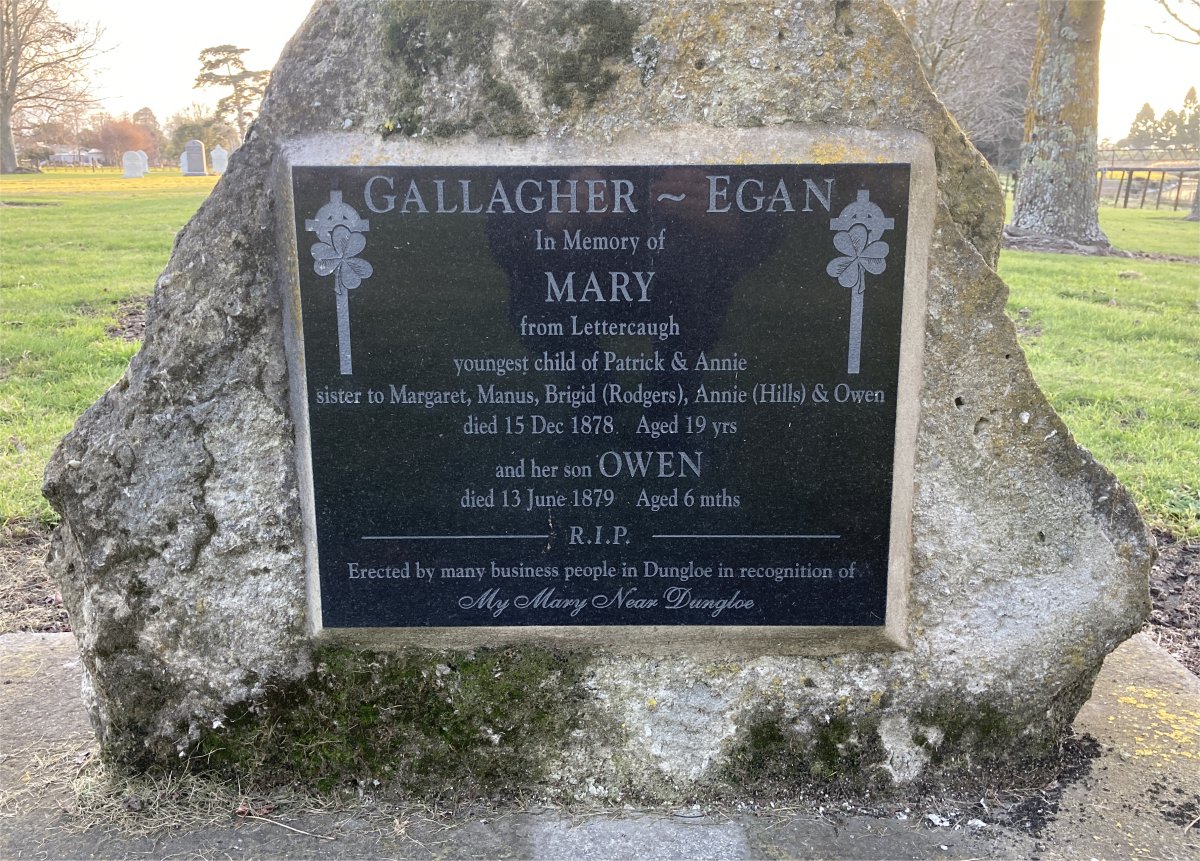 GALLAGHER ~ EGAN
In Memory of
MARY
from Lettercaugh
youngest child of Patrick & Annie
sister to Margaret, Manus, Brigid (Rodgers), Annie (Hills) & Owen
died 15 Dec 1878 Aged 19 yrs
and her son OWEN
died 13 June 1879 Aged 6 mths
R.I.P.
Erected by many business people in Dungloe in recognition of
My Mary Near Dungloe